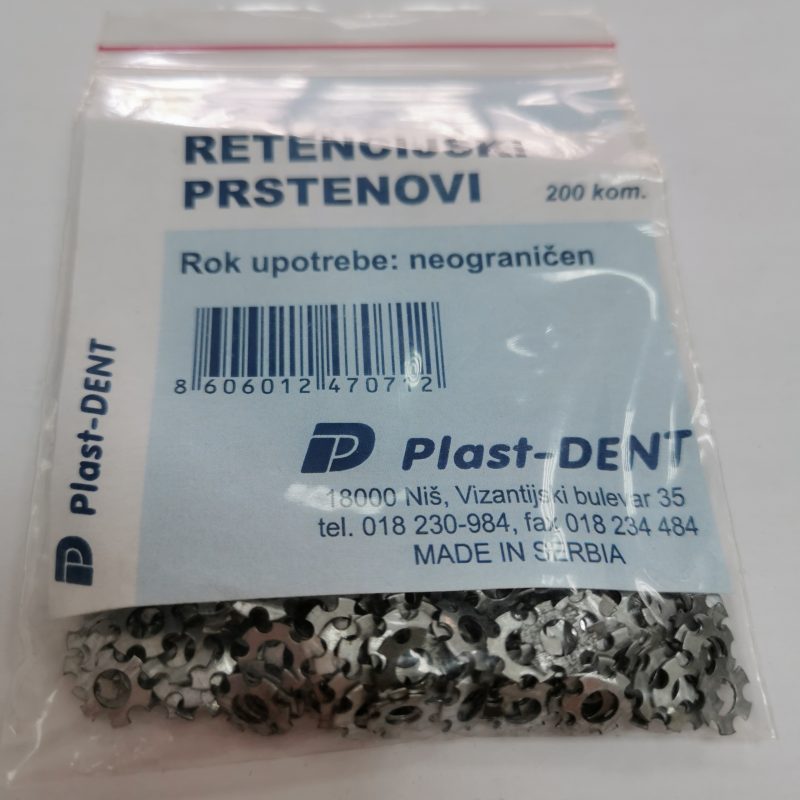 RETENCIJSKI
PRSTENOVI
200 kom.
Rok upotrebe: neograničen
8 606012 470712
Plast-DENT
18000 Niš, Vizantijski bulevar 35
tel. 018 230-984, fax 018 234 484
MADE IN SERBIA
Plast-DENT